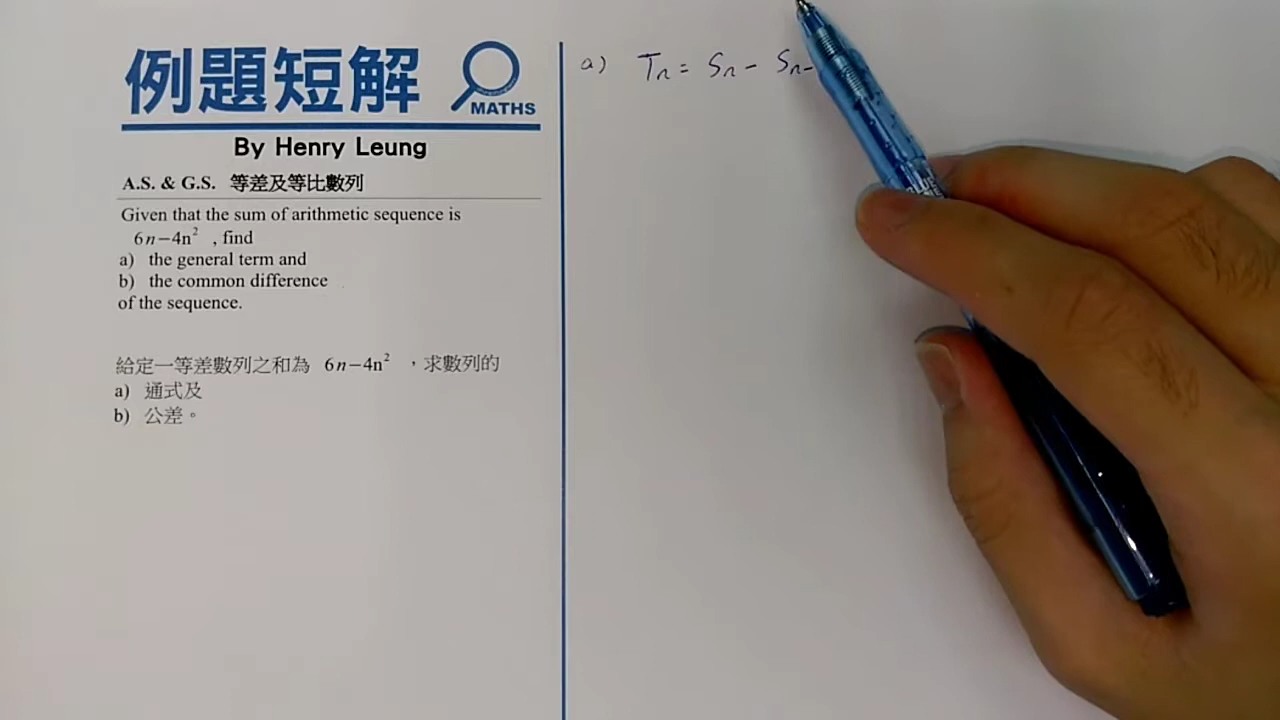 例題短解
MATHS
By Henry Leung
A.S. & G.S. 等差及等比數列
Given that the sum of arithmetic sequence is
6n−4n² , find
a) the general term and
b) the common difference
of the sequence.
給定一等差數列之和為 6n−4n² ，求數列的
a) 通式及
b) 公差。
a) Tn = Sn − Sn−